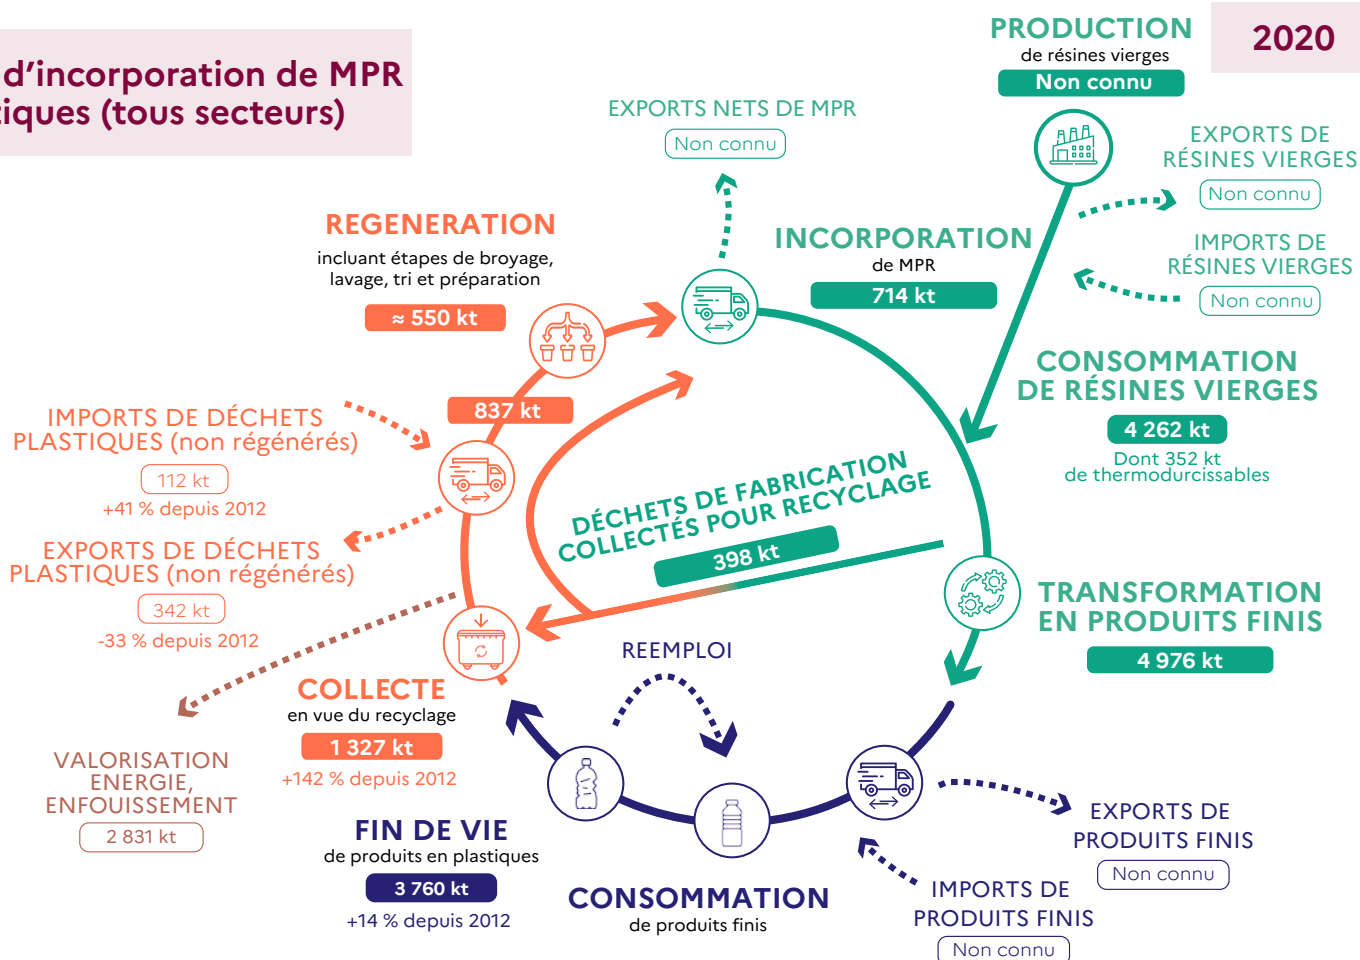 d'incorporation de MPR
tiques (tous secteurs)
2020
PRODUCTION
de résines vierges
Non connu
EXPORTS NETS DE MPR
Non connu
EXPORTS DE
RÉSINES VIERGES
Non connu
IMPORTS DE
RÉSINES VIERGES
Non connu
REGENERATION
incluant étapes de broyage,
lavage, tri et préparation
≈ 550 kt
INCORPORATION
de MPR
714 kt
CONSOMMATION
DE RÉSINES VIERGES
4 262 kt
Dont 352 kt
de thermodurcissables
837 kt
IMPORTS DE DÉCHETS
PLASTIQUES (non régénérés)
112 kt
+41 % depuis 2012
EXPORTS DE DÉCHETS
PLASTIQUES (non régénérés)
342 kt
-33 % depuis 2012
DÉCHETS DE FABRICATION
COLLECTÉS POUR RECYCLAGE
398 kt
TRANSFORMATION
EN PRODUITS FINIS
4 976 kt
REEMPLOI
COLLECTE
en vue du recyclage
1 327 kt
+142 % depuis 2012
VALORISATION
ENERGIE,
ENFOUISSEMENT
2 831 kt
FIN DE VIE
de produits en plastiques
3 760 kt
+14 % depuis 2012
CONSOMMATION
de produits finis
EXPORTS DE
PRODUITS FINIS
Non connu
IMPORTS DE
PRODUITS FINIS
Non connu